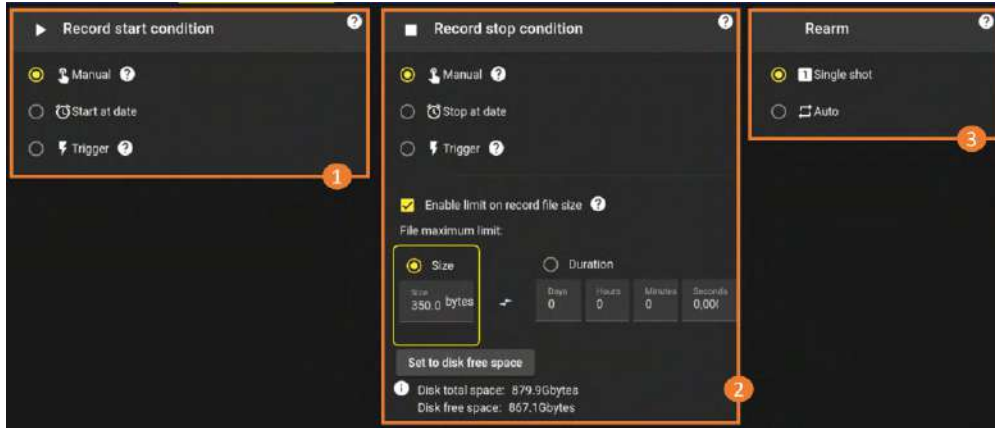 Record start condition ?
Manual ?
Start at date
Trigger ?
1
Record stop condition ?
Manual ?
Stop at date
Trigger ?
Enable limit on record file size ?
File maximum limit:
Size
Size
350.0 bytes
Duration
Days Hours Minutes Seconds
0 0 0 0,00(
Set to disk free space
Disk total space: 879.9Gbytes
Disk free space: 867.1Gbytes
2
Rearm ?
1 Single shot
Auto
3